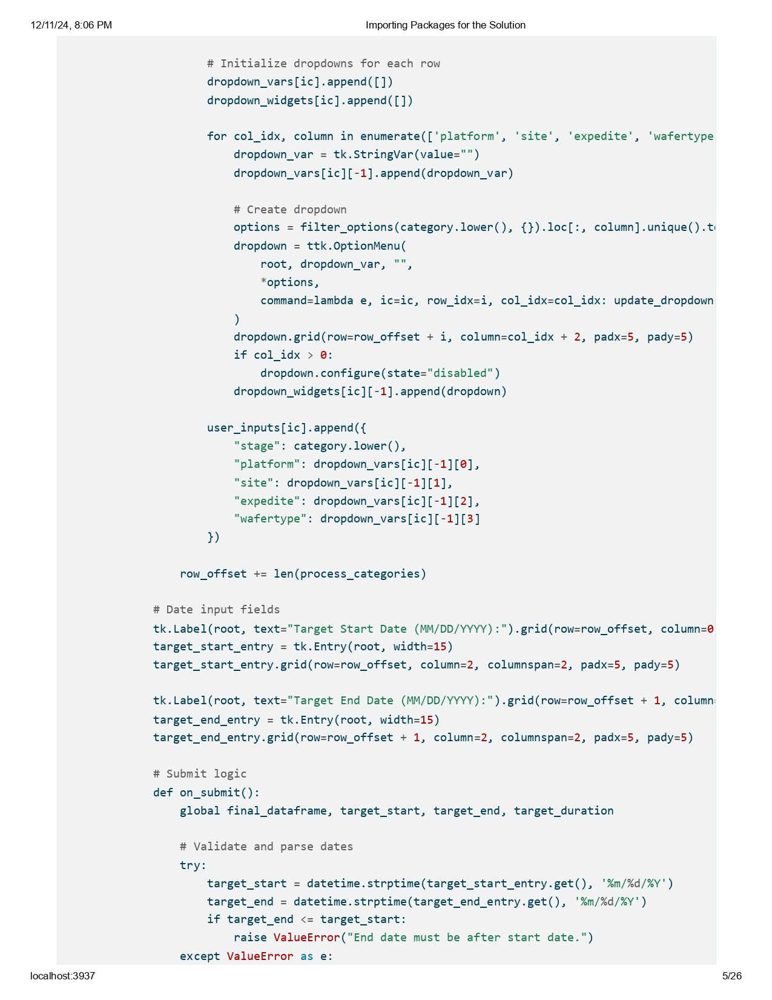 12/11/24, 8:06 PM
Importing Packages for the Solution
# Initialize dropdowns for each row
dropdown_vars[ic].append([])
dropdown_widgets[ic].append([])
for col_idx, column in enumerate(['platform', 'site', 'expedite', 'wafertype
dropdown_var = tk.StringVar(value="")
dropdown_vars[ic][-1].append(dropdown_var)
# Create dropdown
options = filter_options(category.lower(), {}).loc[:, column].unique().to
dropdown = ttk.OptionMenu(
root, dropdown_var, "",
*options,
command=lambda e, ic=ic, row_idx=i, col_idx=col_idx: update_dropdown
)
dropdown.grid(row=row_offset + i, column=col_idx + 2, padx=5, pady=5)
if col_idx > 0:
dropdown.configure(state="disabled")
dropdown_widgets[ic][-1].append(dropdown)
user_inputs[ic].append({
"stage": category.lower(),
"platform": dropdown_vars[ic][-1][0],
"site": dropdown_vars[ic][-1][1],
"expedite": dropdown_vars[ic][-1][2],
"wafertype": dropdown_vars[ic][-1][3]
})
row_offset += len(process_categories)
# Date input fields
tk.Label(root, text="Target Start Date (MM/DD/YYYY):").grid(row=row_offset, column=0
target_start_entry = tk.Entry(root, width=15)
target_start_entry.grid(row=row_offset, column=2, columnspan=2, padx=5, pady=5)
tk.Label(root, text="Target End Date (MM/DD/YYYY):").grid(row=row_offset + 1, column=
target_end_entry = tk.Entry(root, width=15)
target_end_entry.grid(row=row_offset + 1, column=2, columnspan=2, padx=5, pady=5)
# Submit logic
def on_submit():
global final_dataframe, target_start, target_end, target_duration
# Validate and parse dates
try:
target_start = datetime.strptime(target_start_entry.get(), '%m/%d/%Y')
target_end = datetime.strptime(target_end_entry.get(), '%m/%d/%Y')
if target_end <= target_start:
raise ValueError("End date must be after start date.")
except ValueError as e:
localhost:3937
5/26